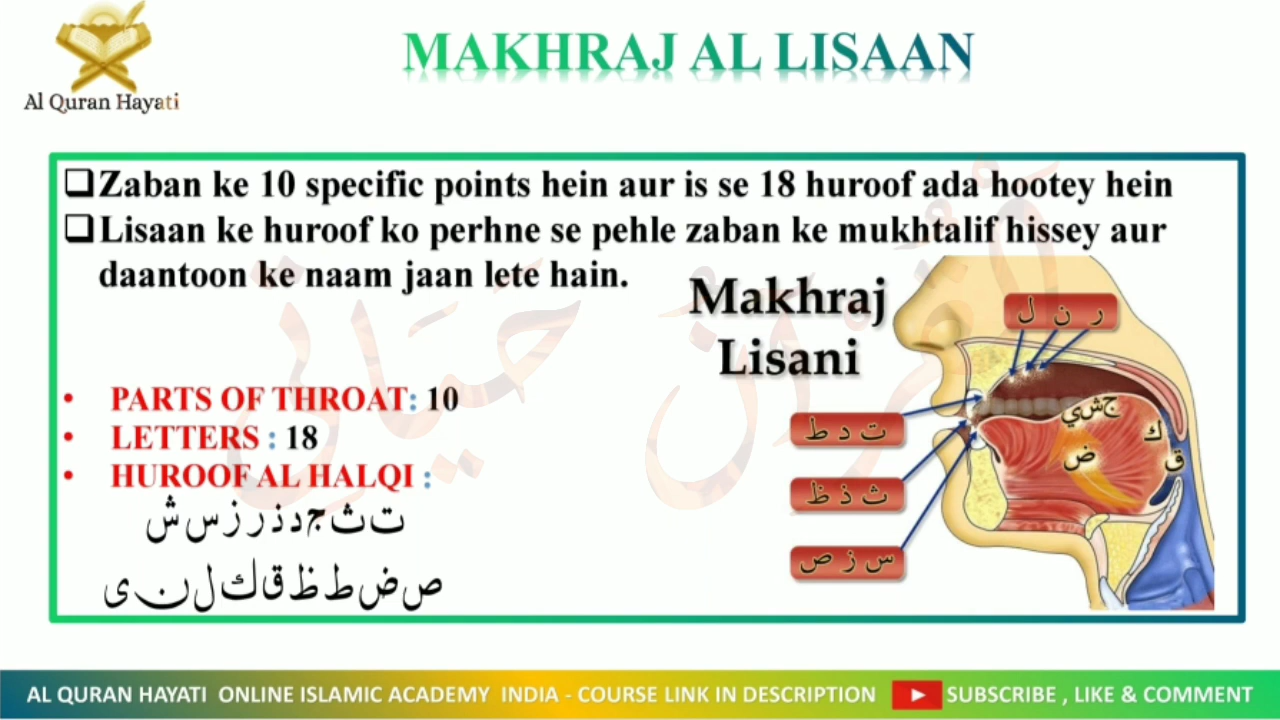 Al Quran Hayati
MAKHRAJ AL LISAAN
❑Zaban ke 10 specific points hein aur is se 18 huroof ada hootey hein
❑Lisaan ke huroof ko perhne se pehle zaban ke mukhtalif hissey aur
daantoon ke naam jaan lete hain.
• PARTS OF THROAT: 10
• LETTERS : 18
• HUROOF AL HALQI :
ت ث ج د ذ ر ز س ش
ص ض ط ظ ق ك ل ن ى
Makhraj
Lisani
ر ن ل
ت د ط
ث ذ ظ
س ز ص
ج ش ي
ك
ق
ض
AL QURAN HAYATI ONLINE ISLAMIC ACADEMY INDIA - COURSE LINK IN DESCRIPTION SUBSCRIBE , LIKE & COMMENT